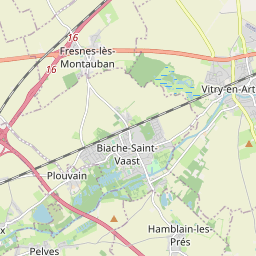 16
Fresnes-lès-
Montauban
16
Vitry-en-Art
Biache-Saint-
Vaast
Plouvain
Hamblain-les-
Prés
x
Pelves